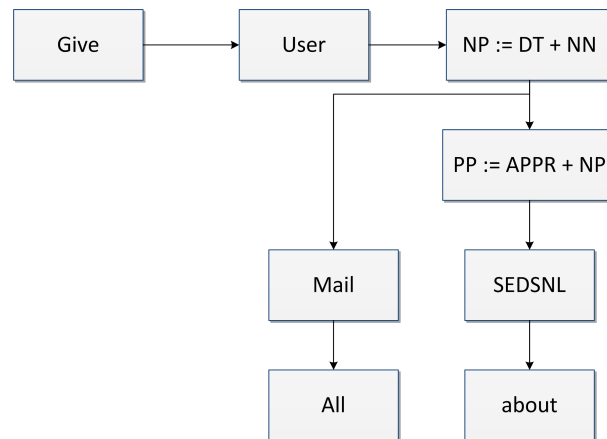 Give
User
NP := DT + NN
PP := APPR + NP
Mail
SEDSNL
All
about